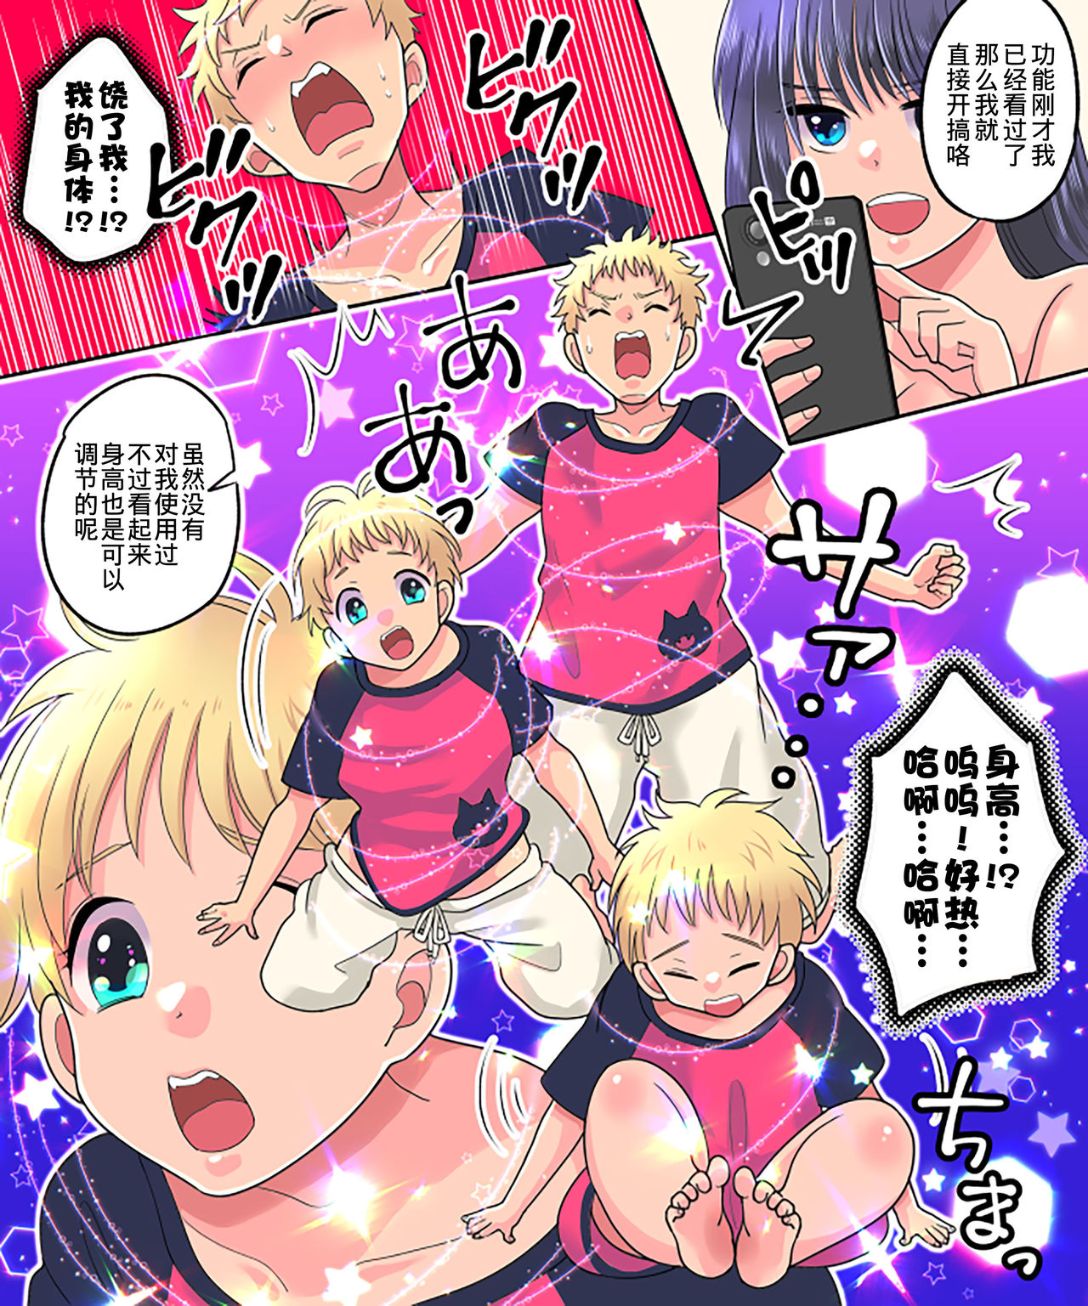 功能刚才我
已经看过了
那么我就
直接开搞咯
ピピッ
饶了我…!?
我的身体!?
ビクッ
ビクッ
ああっ
虽然没有
对我使用过
不过看起来
身高也是可以
调节的呢
サァ...
身高…!?
呜呜！好热…
哈啊…哈啊…
ちまっ